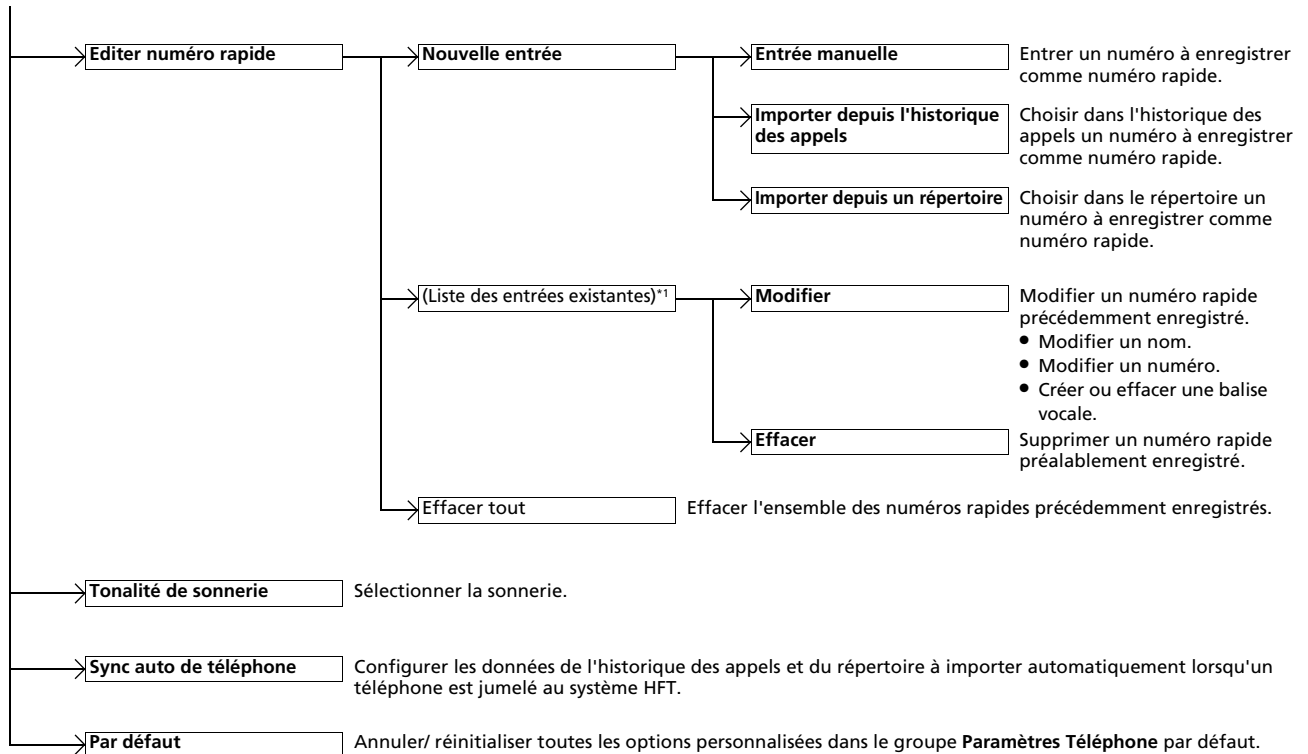 Editer numéro rapide
Nouvelle entrée
Entrée manuelle
Entrer un numéro à enregistrer
comme numéro rapide.
Importer depuis l'historique
des appels
Choisir dans l'historique des
appels un numéro à enregistrer
comme numéro rapide.
Importer depuis un répertoire
Choisir dans le répertoire un
numéro à enregistrer comme
numéro rapide.
(Liste des entrées existantes)*1
Modifier
Modifier un numéro rapide
précédemment enregistré.
● Modifier un nom.
● Modifier un numéro.
● Créer ou effacer une balise
vocale.
Effacer
Supprimer un numéro rapide
préalablement enregistré.
Effacer tout
Effacer l'ensemble des numéros rapides précédemment enregistrés.
Tonalité de sonnerie
Sélectionner la sonnerie.
Sync auto de téléphone
Configurer les données de l'historique des appels et du répertoire à importer automatiquement lorsqu'un
téléphone est jumelé au système HFT.
Par défaut
Annuler/ réinitialiser toutes les options personnalisées dans le groupe Paramètres Téléphone par défaut.